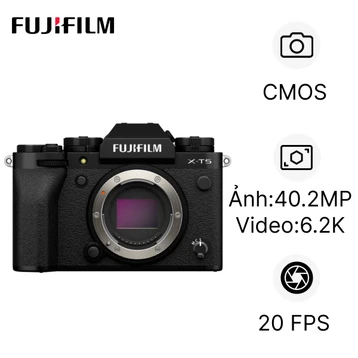 FUJIFILM
CMOS
FUJIFILM
X-T5
Ảnh:40.2MP
Video:6.2K
20 FPS